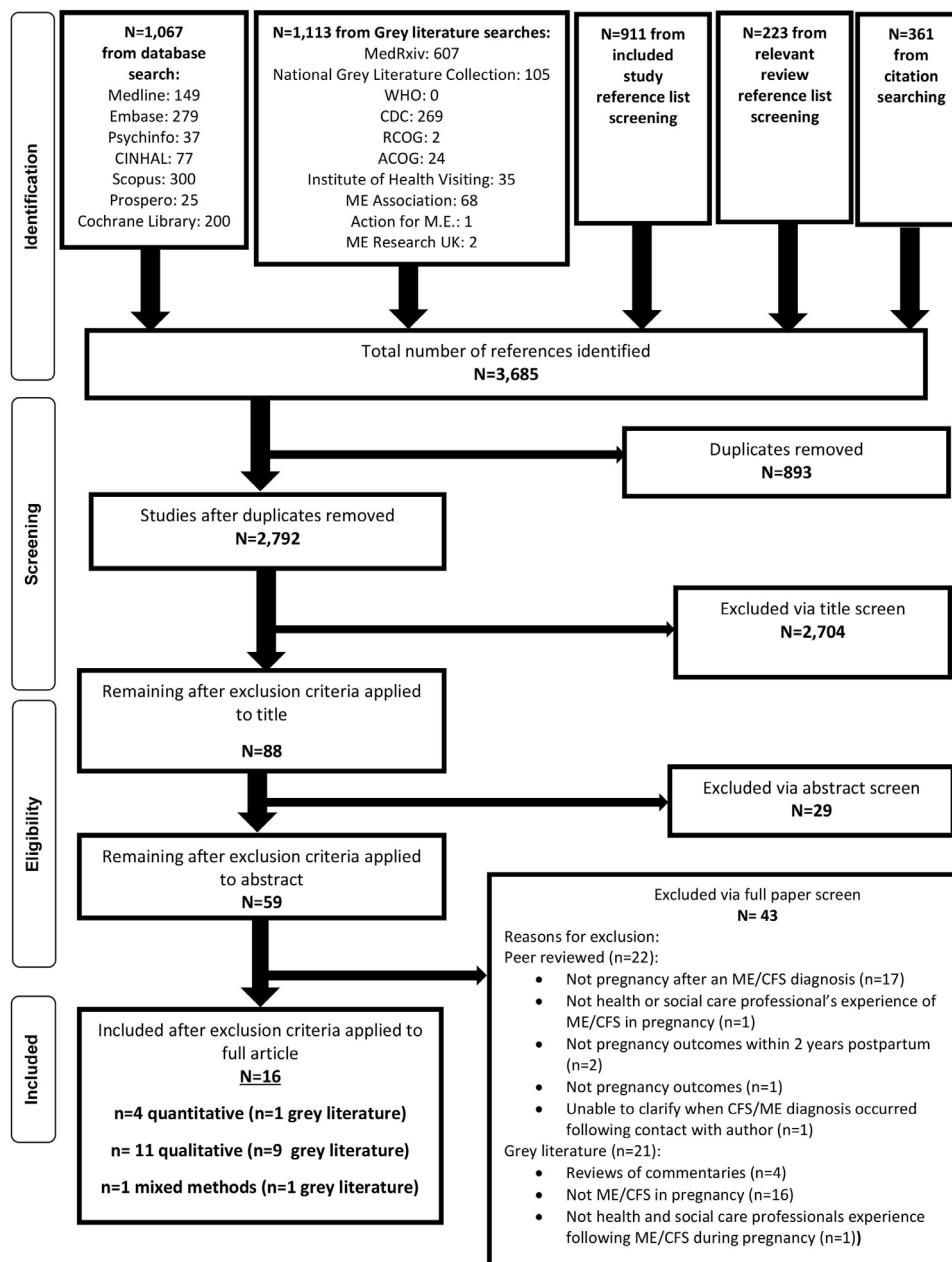 Identification
N=1,067
from database
search:
Medline: 149
Embase: 279
Psychinfo: 37
CINHAL: 77
Scopus: 300
Prospero: 25
Cochrane Library: 200
N=1,113 from Grey literature searches:
MedRxiv: 607
National Grey Literature Collection: 105
WHO: 0
CDC: 269
RCOG: 2
ACOG: 24
Institute of Health Visiting: 35
ME Association: 68
Action for M.E.: 1
ME Research UK: 2
N=911 from
included
study
reference list
screening
N=223 from
relevant
review
reference list
screening
N=361
from
citation
searching
Total number of references identified
N=3,685
Screening
Duplicates removed
N=893
Studies after duplicates removed
N=2,792
Excluded via title screen
N=2,704
Remaining after exclusion criteria applied
to title
N=88
Eligibility
Excluded via abstract screen
N=29
Remaining after exclusion criteria applied
to abstract
N=59
Excluded via full paper screen
N= 43
Reasons for exclusion:
Peer reviewed (n=22):
• Not pregnancy after an ME/CFS diagnosis (n=17)
• Not health or social care professional’s experience of
ME/CFS in pregnancy (n=1)
• Not pregnancy outcomes within 2 years postpartum
(n=2)
• Not pregnancy outcomes (n=1)
• Unable to clarify when CFS/ME diagnosis occurred
following contact with author (n=1)
Grey literature (n=21):
• Reviews of commentaries (n=4)
• Not ME/CFS in pregnancy (n=16)
• Not health and social care professionals experience
following ME/CFS during pregnancy (n=1))
Included
Included after exclusion criteria applied to
full article
N=16
n=4 quantitative (n=1 grey literature)
n= 11 qualitative (n=9 grey literature)
n=1 mixed methods (n=1 grey literature)